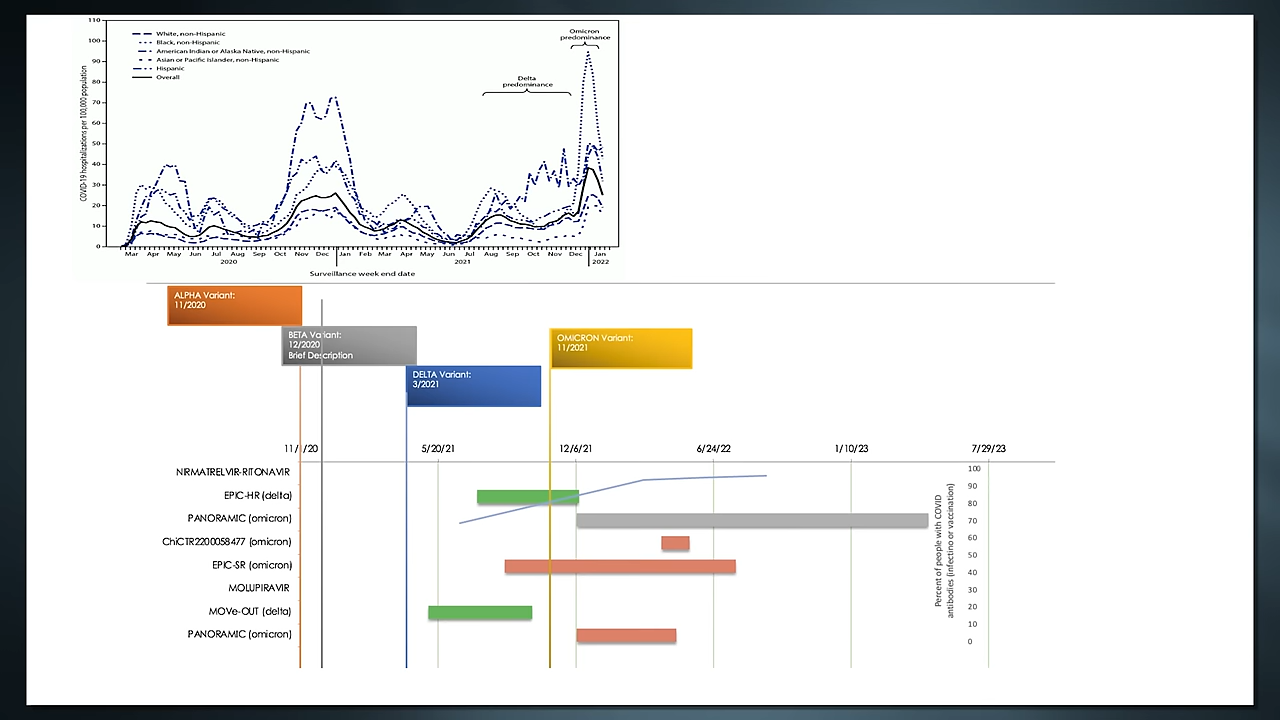 110
100
90
80
70
60
50
40
30
20
10
0
COVID-19 hospitalizations per 100,000 population
White, non-Hispanic
Black, non-Hispanic
American Indian or Alaska Native, non-Hispanic
Asian or Pacific Islander, non-Hispanic
Hispanic
Overall
Delta
predominance
Omicron
predominance
Mar Apr May Jun Jul Aug Sep Oct Nov Dec Jan Feb Mar Apr May Jun Jul Aug Sep Oct Nov Dec Jan
2020 2021 2022
Surveillance week end date
ALPHA Variant:
11/2020
BETA Variant:
12/2020
Brief Description
DELTA Variant:
3/2021
OMICRON Variant:
11/2021
11/1/20 5/20/21 12/6/21 6/24/22 1/10/23 7/29/23
NIRMATRELVIR-RITONAVIR
EPIC-HR (delta)
PANORAMIC (omicron)
ChiCTR2200058477 (omicron)
EPIC-SR (omicron)
MOLUPIRAVIR
MOVe-OUT (delta)
PANORAMIC (omicron)
Percent of people with COVID
antibodies (infectino or vaccination)
100
90
80
70
60
50
40
30
20
10
0